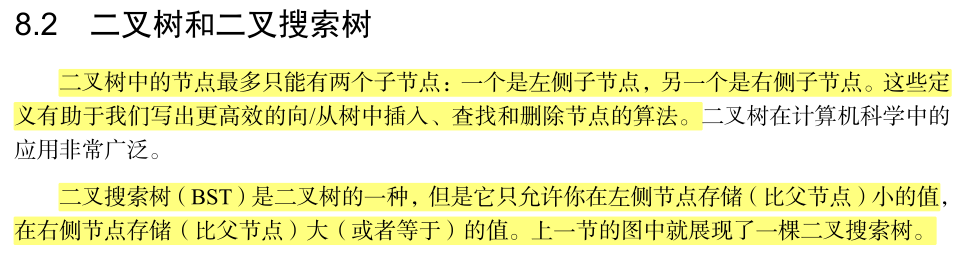 8.2 二叉树和二叉搜索树
二叉树中的节点最多只能有两个子节点：一个是左侧子节点，另一个是右侧子节点。这些定
义有助于我们写出更高效的向/从树中插入、查找和删除节点的算法。二叉树在计算机科学中的
应用非常广泛。
二叉搜索树（BST）是二叉树的一种，但是它只允许你在左侧节点存储（比父节点）小的值，
在右侧节点存储（比父节点）大（或者等于）的值。上一节的图中就展现了一棵二叉搜索树。